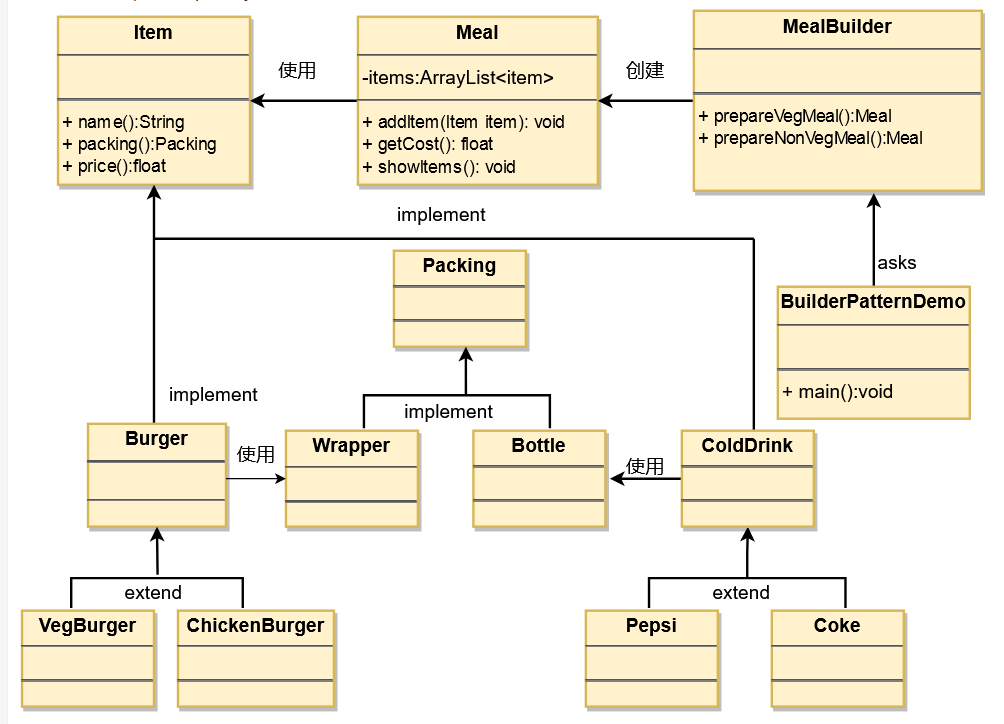 Item
+ name():String
+ packing():Packing
+ price():float
使用
Meal
-items:ArrayList<item>
+ addItem(Item item): void
+ getCost(): float
+ showItems(): void
创建
MealBuilder
+ prepareVegMeal():Meal
+ prepareNonVegMeal():Meal
implement
Packing
asks
BuilderPatternDemo
+ main():void
implement
implement
Burger
使用
Wrapper
Bottle
使用
ColdDrink
extend
extend
VegBurger
ChickenBurger
Pepsi
Coke